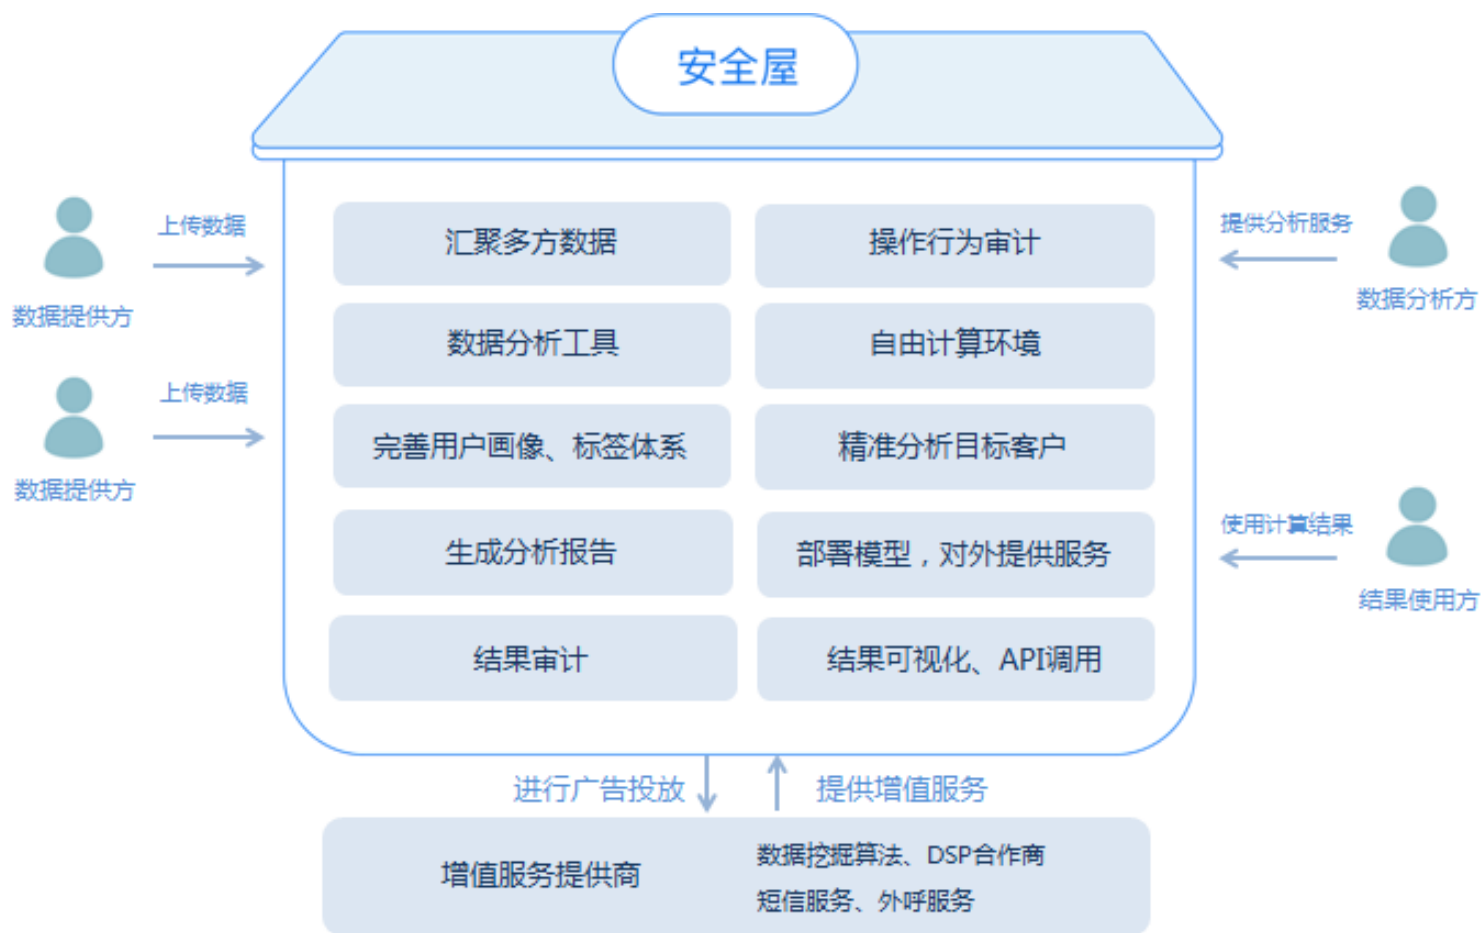 安全屋
上传数据
数据提供方
上传数据
数据提供方
汇聚多方数据
操作行为审计
数据分析工具
自由计算环境
完善用户画像、标签体系
精准分析目标客户
生成分析报告
部署模型，对外提供服务
结果审计
结果可视化、API调用
提供分析服务
数据分析方
使用计算结果
结果使用方
进行广告投放
提供增值服务
增值服务提供商
数据挖掘算法、DSP合作商
短信服务、外呼服务